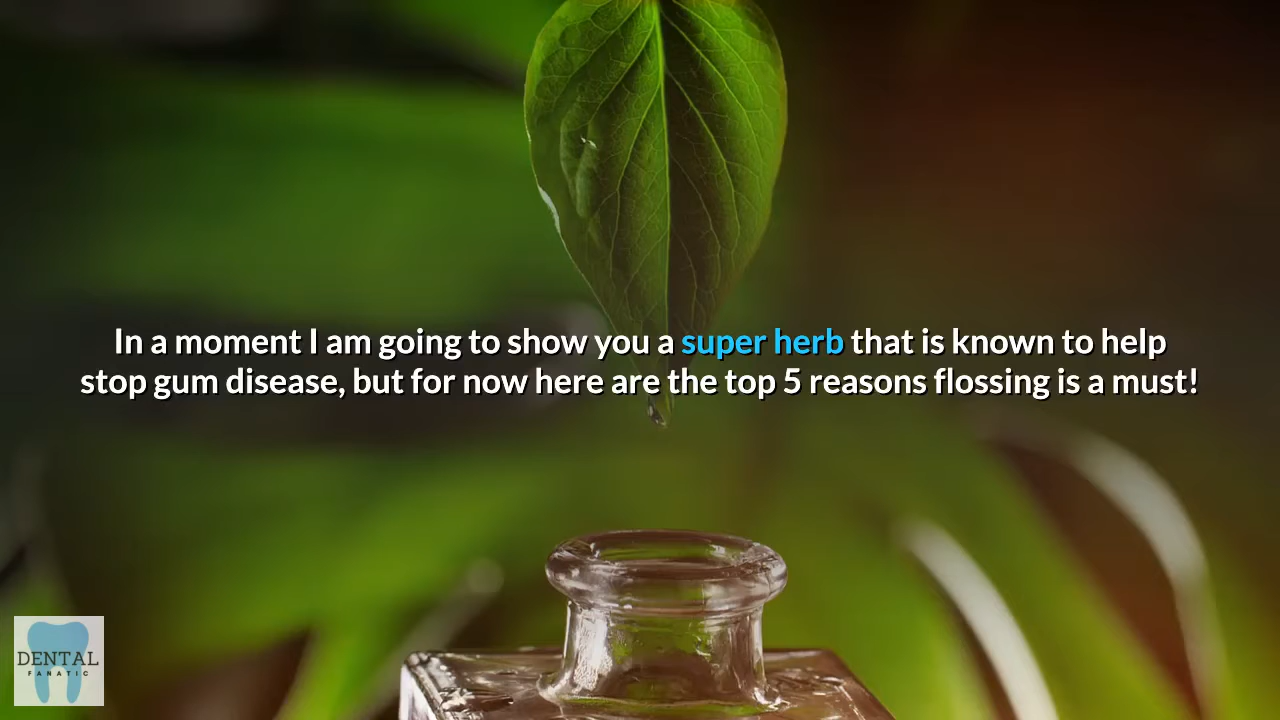 In a moment I am going to show you a super herb that is known to help
stop gum disease, but for now here are the top 5 reasons flossing is a must!
DENTAL
FANATIC